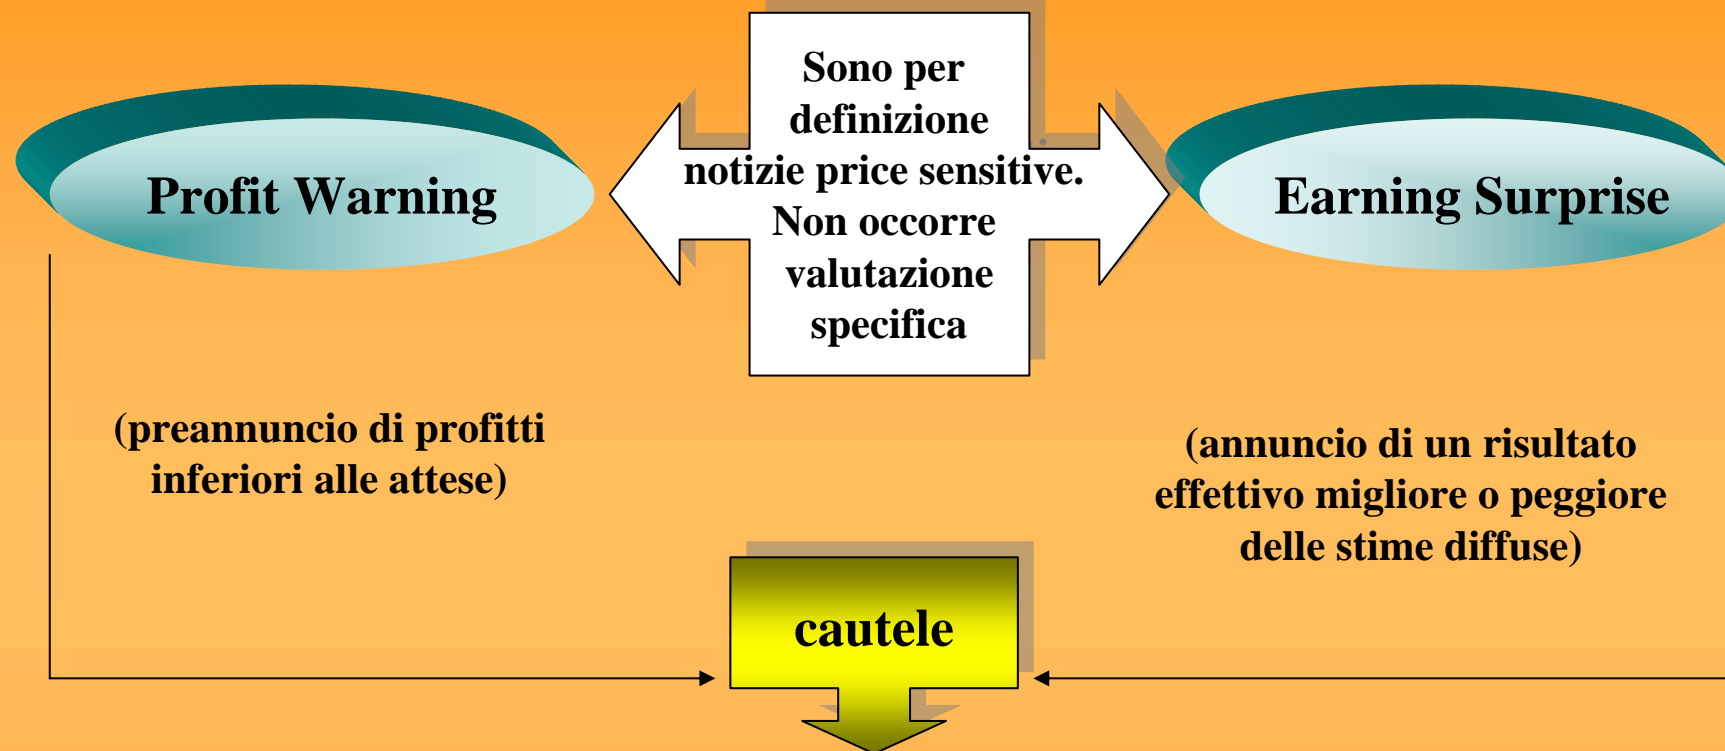 Sono per
definizione
notizie price sensitive.
Non occorre
valutazione
specifica
Profit Warning
Earning Surprise
(preannuncio di profitti
inferiori alle attese)
(annuncio di un risultato
effettivo migliore o peggiore
delle stime diffuse)
cautele